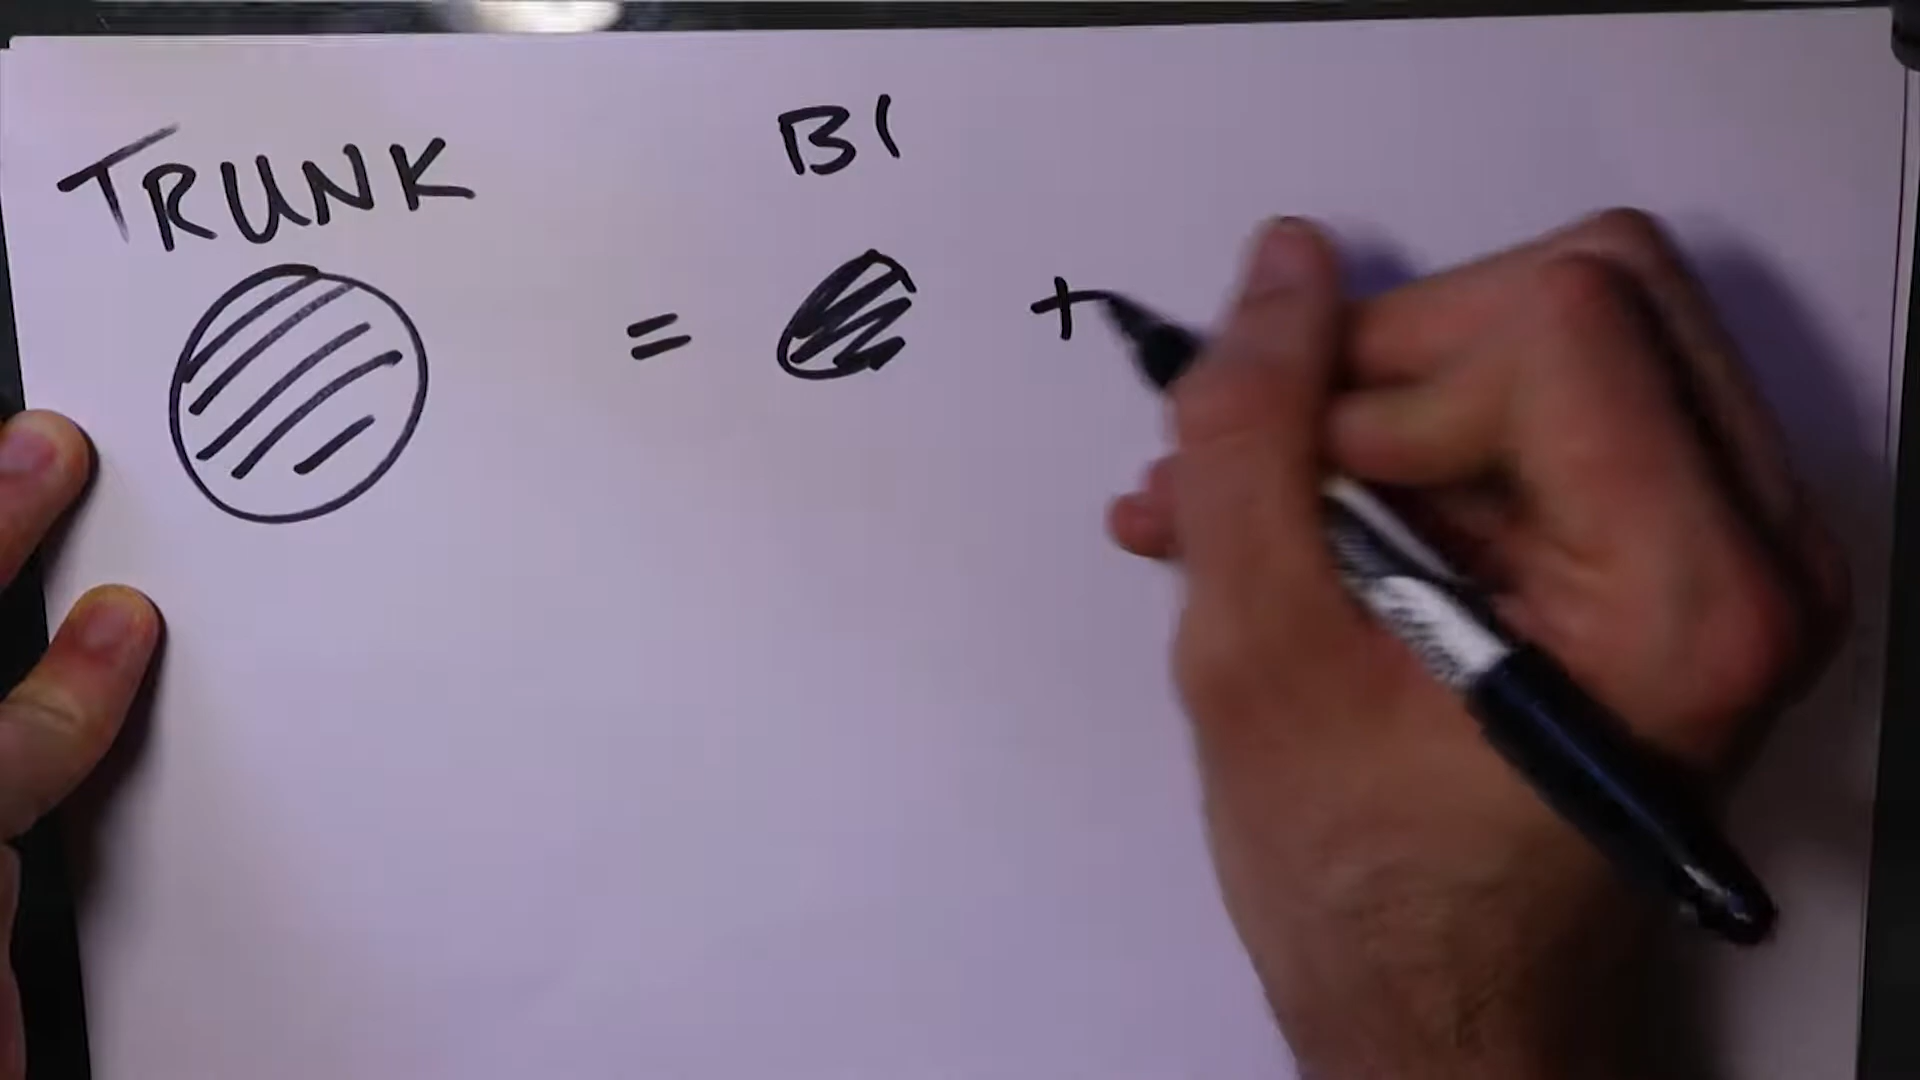 TRUNK
B1
= +